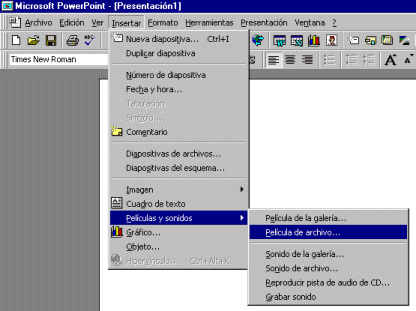 Microsoft PowerPoint - [Presentación1]
Archivo Edición Ver Insertar Formato Herramientas Presentación Ventana ?
Times New Roman
Nueva diapositiva... Ctrl+I
Duplicar diapositiva
Número de diapositiva
Fecha y hora...
Tabulación
Símbolo...
Comentario
Diapositivas de archivos...
Diapositivas del esquema...
Imagen
Cuadro de texto
Películas y sonidos
Gráfico...
Objeto...
Hipervínculo... Ctrl+Alt+K
Película de la galería...
Película de archivo...
Sonido de la galería...
Sonido de archivo...
Reproducir pista de audio de CD...
Grabar sonido